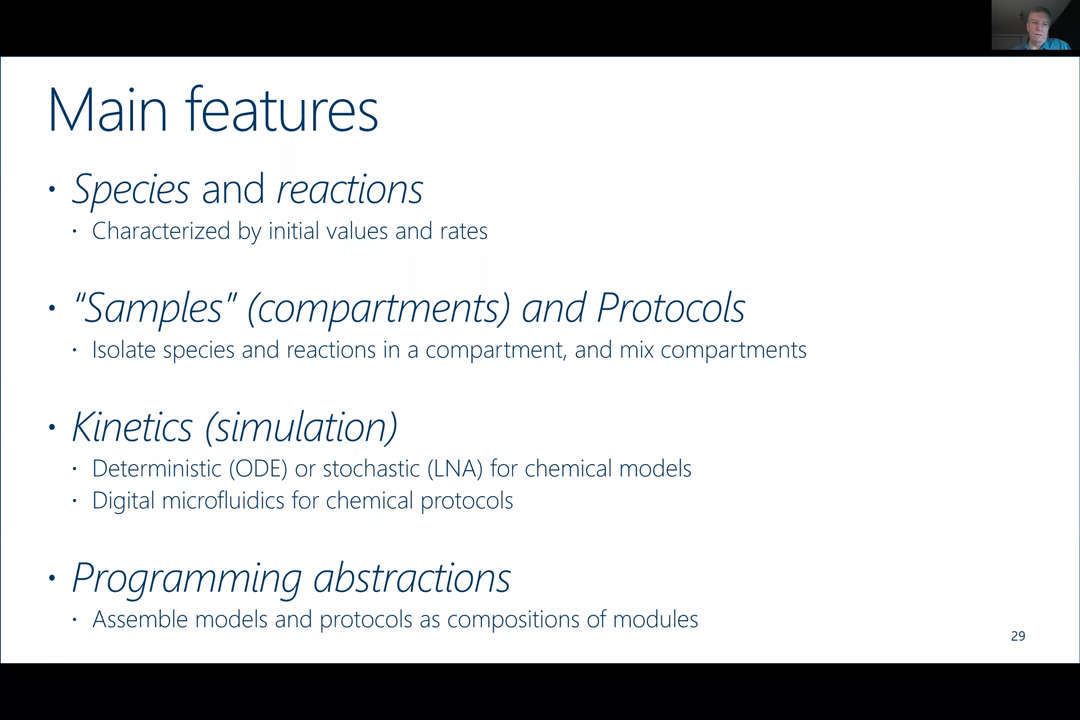 Main features
• Species and reactions
• Characterized by initial values and rates
• “Samples” (compartments) and Protocols
• Isolate species and reactions in a compartment, and mix compartments
• Kinetics (simulation)
• Deterministic (ODE) or stochastic (LNA) for chemical models
• Digital microfluidics for chemical protocols
• Programming abstractions
• Assemble models and protocols as compositions of modules
29